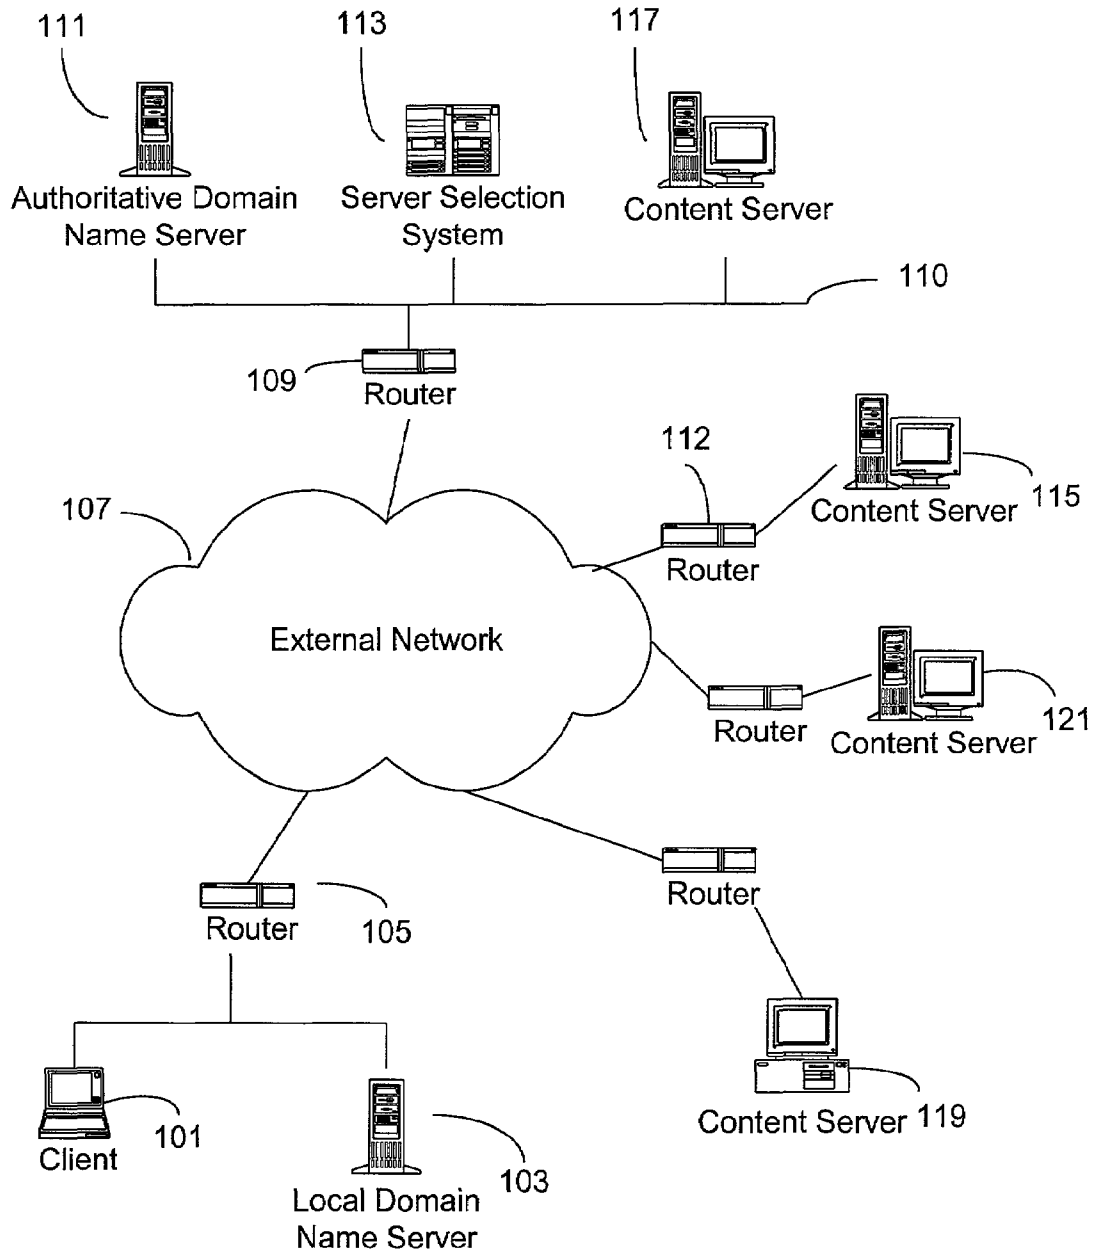 111
113
117
Authoritative Domain
Name Server
Server Selection
System
Content Server
110
109
Router
112
Content Server
115
107
Router
External Network
Router
Content Server
121
Router
Router
105
Client
101
Content Server
119
Local Domain
Name Server
103